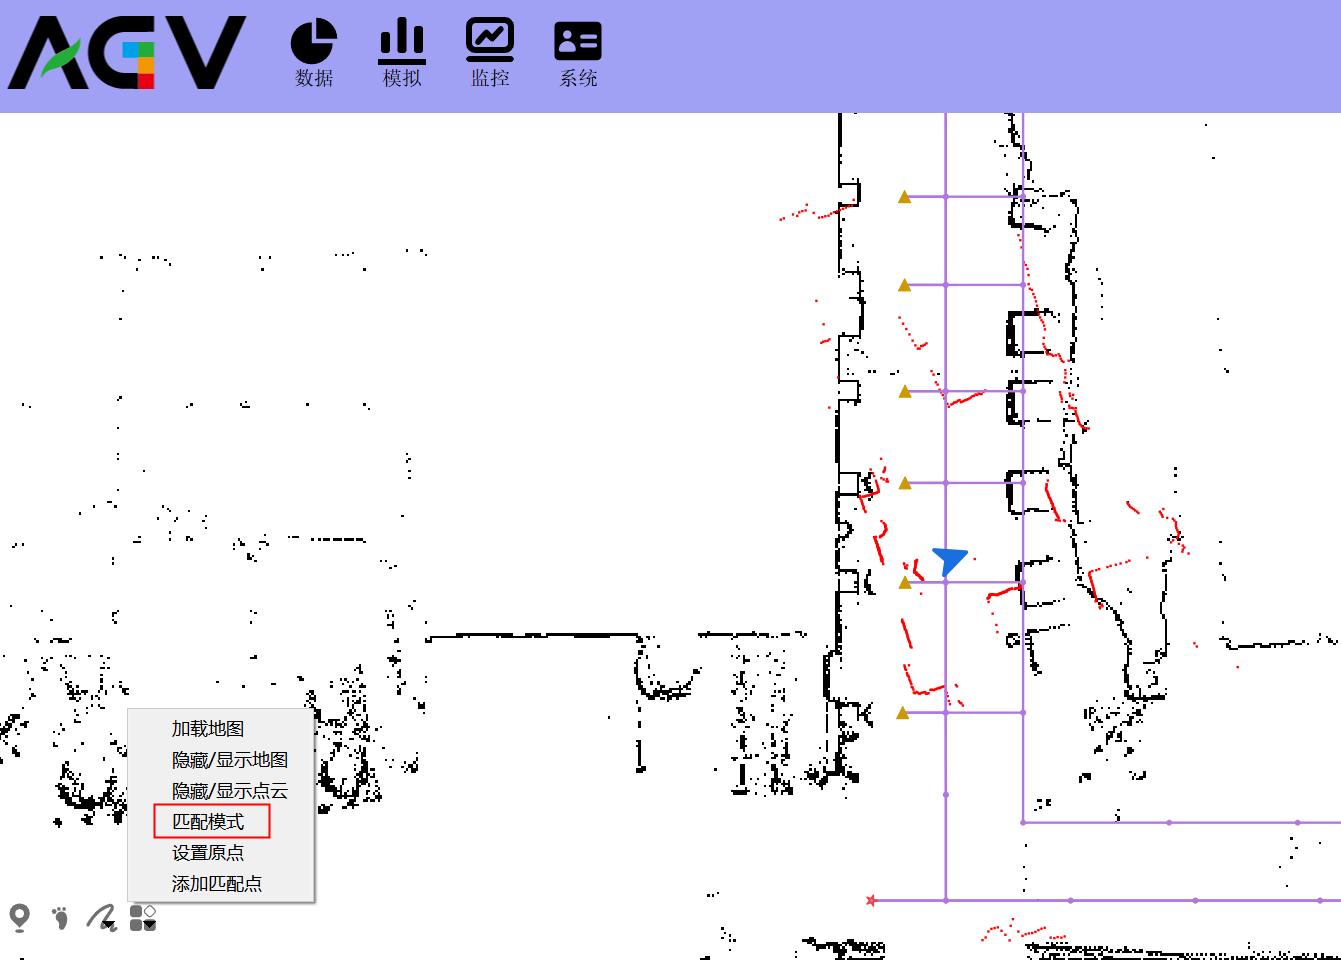 AGV
数据
模拟
监控
系统
加载地图
隐藏/显示地图
隐藏/显示点云
匹配模式
设置原点
添加匹配点